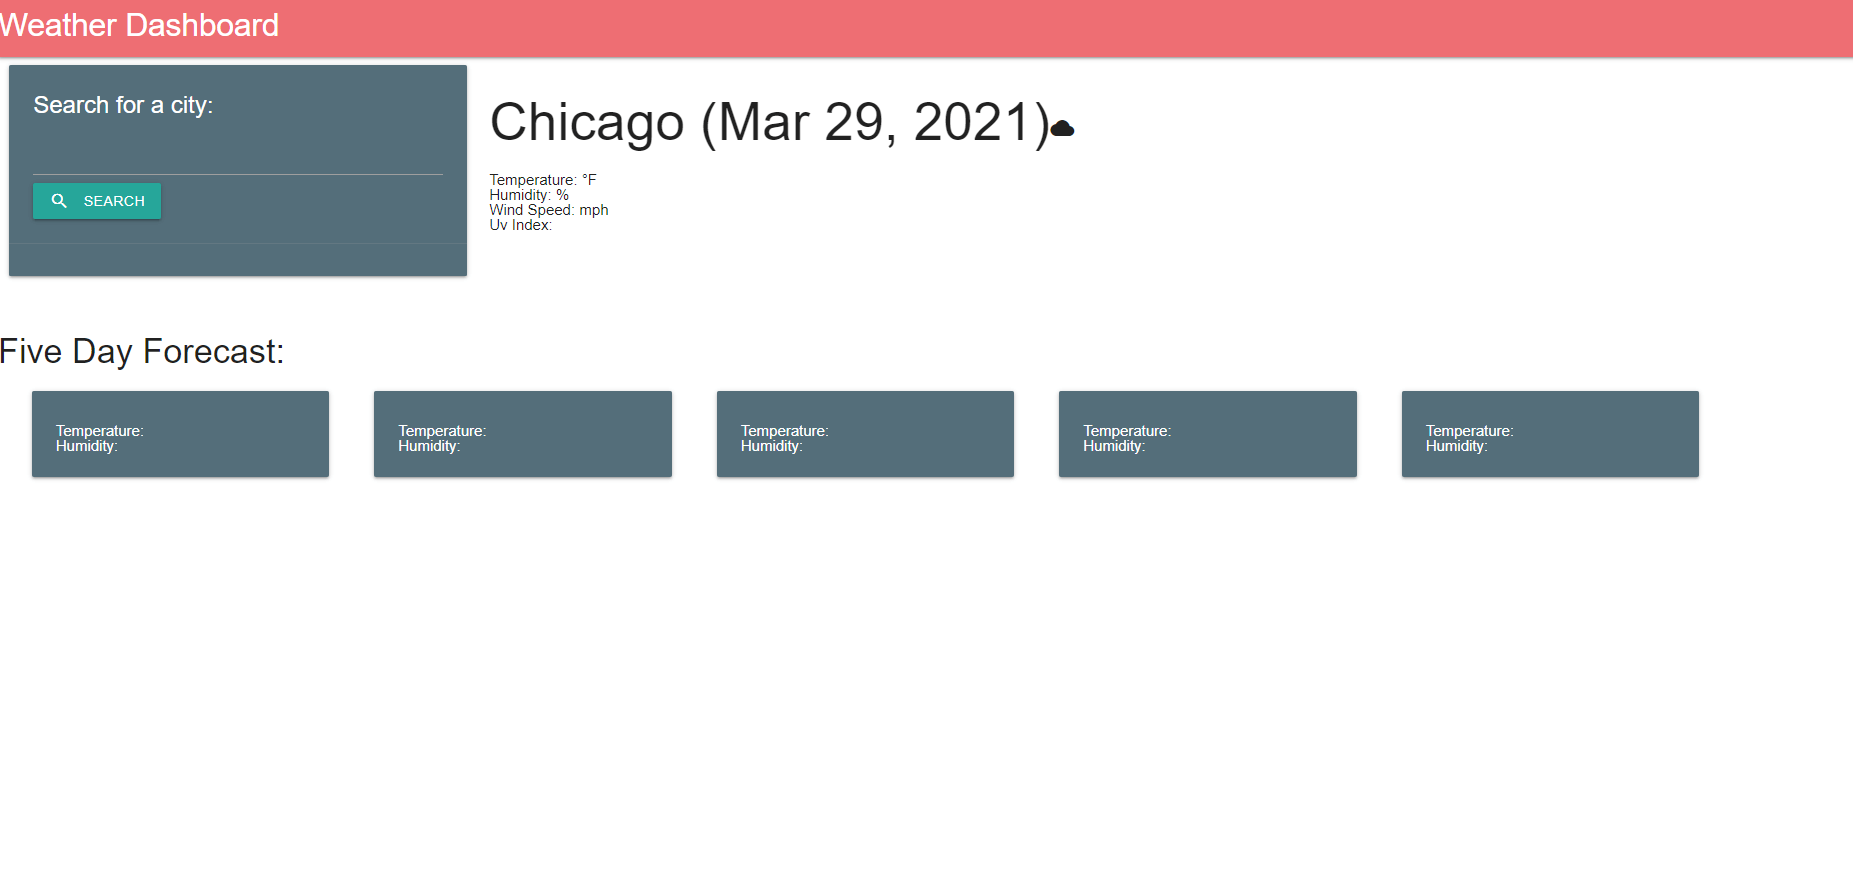 Weather Dashboard
Search for a city:
SEARCH
Chicago (Mar 29, 2021)
Temperature: °F
Humidity: %
Wind Speed: mph
Uv Index:
Five Day Forecast:
Temperature:
Humidity:
Temperature:
Humidity:
Temperature:
Humidity:
Temperature:
Humidity:
Temperature:
Humidity: